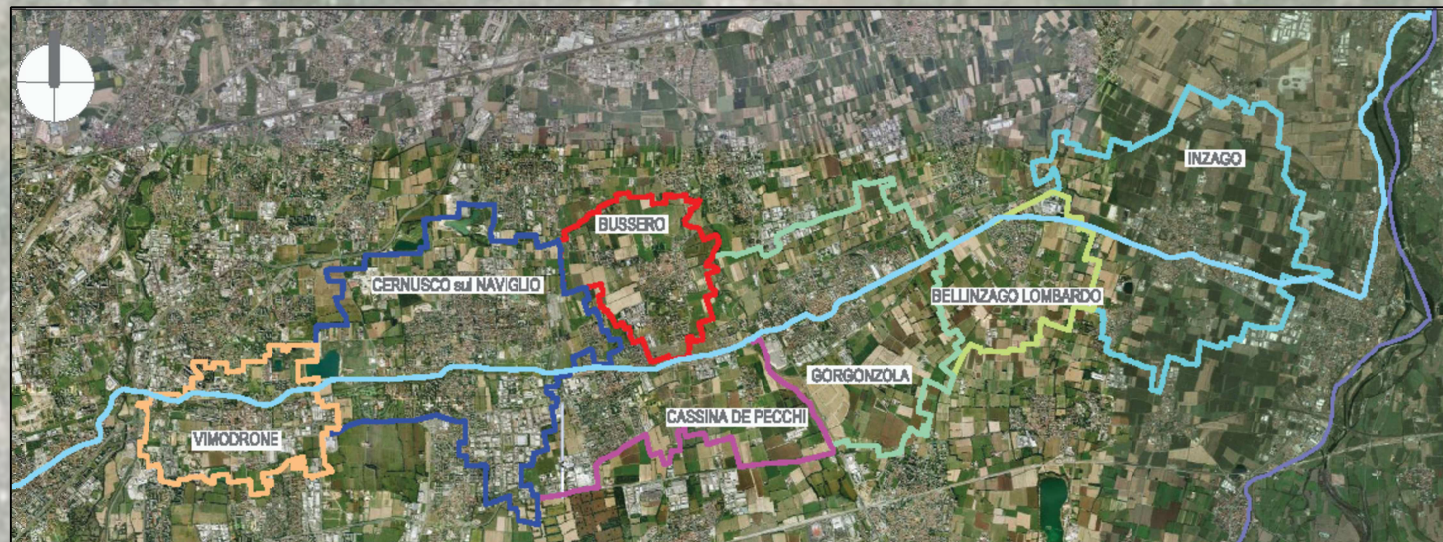 INZAGO
BUSSERO
CERNUSCO sul NAVIGLIO
BELLINZAGO LOMBARDO
GORGONZOLA
CASSINA DE PECCHI
VIMODRONE